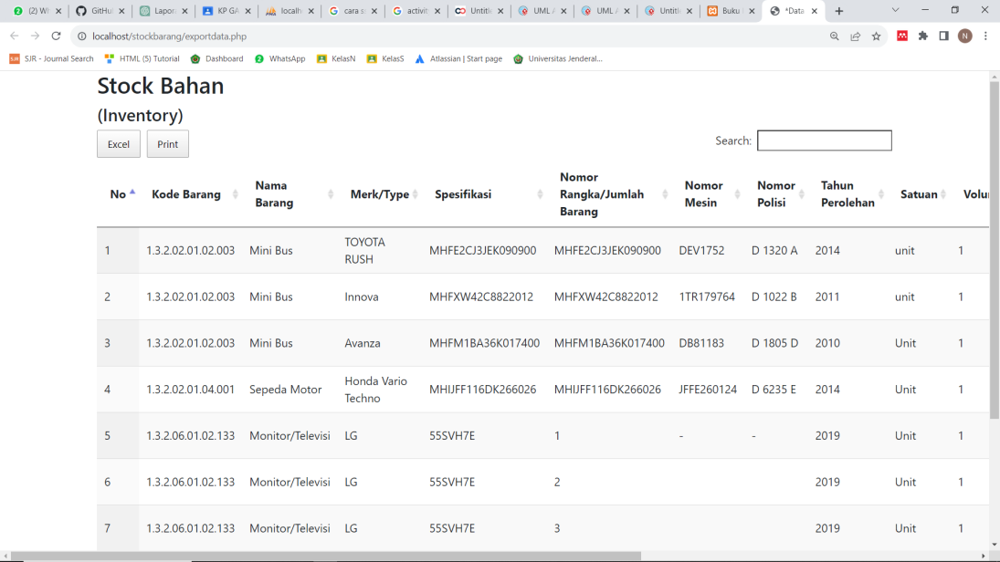 (2) Wh
GitHu
Lapor
KP GA
localh
cara s
activit
Untitle
UML A
UML A
Untitle
Buku
*Data
localhost/stockbarang/exportdata.php
N
SJR - Journal Search
HTML (5) Tutorial
Dashboard
WhatsApp
KelasN
KelasS
Atlassian | Start page
Universitas Jenderal...
Stock Bahan
(Inventory)
Excel Print
Search:
No Kode Barang Nama Barang Merk/Type Spesifikasi Nomor Rangka/Jumlah Barang Nomor Mesin Nomor Polisi Tahun Perolehan Satuan Volu
1 1.3.2.02.01.02.003 Mini Bus TOYOTA RUSH MHFE2CJ3JEK090900 MHFE2CJ3JEK090900 DEV1752 D 1320 A 2014 unit 1
2 1.3.2.02.01.02.003 Mini Bus Innova MHFXW42C8822012 MHFXW42C8822012 1TR179764 D 1022 B 2011 unit 1
3 1.3.2.02.01.02.003 Mini Bus Avanza MHFM1BA36K017400 MHFM1BA36K017400 DB81183 D 1805 D 2010 Unit 1
4 1.3.2.02.01.04.001 Sepeda Motor Honda Vario Techno MHIJFF116DK266026 MHIJFF116DK266026 JFFE260124 D 6235 E 2014 Unit 1
5 1.3.2.06.01.02.133 Monitor/Televisi LG 55SVH7E 1 - - 2019 Unit 1
6 1.3.2.06.01.02.133 Monitor/Televisi LG 55SVH7E 2 2019 Unit 1
7 1.3.2.06.01.02.133 Monitor/Televisi LG 55SVH7E 3 2019 Unit 1